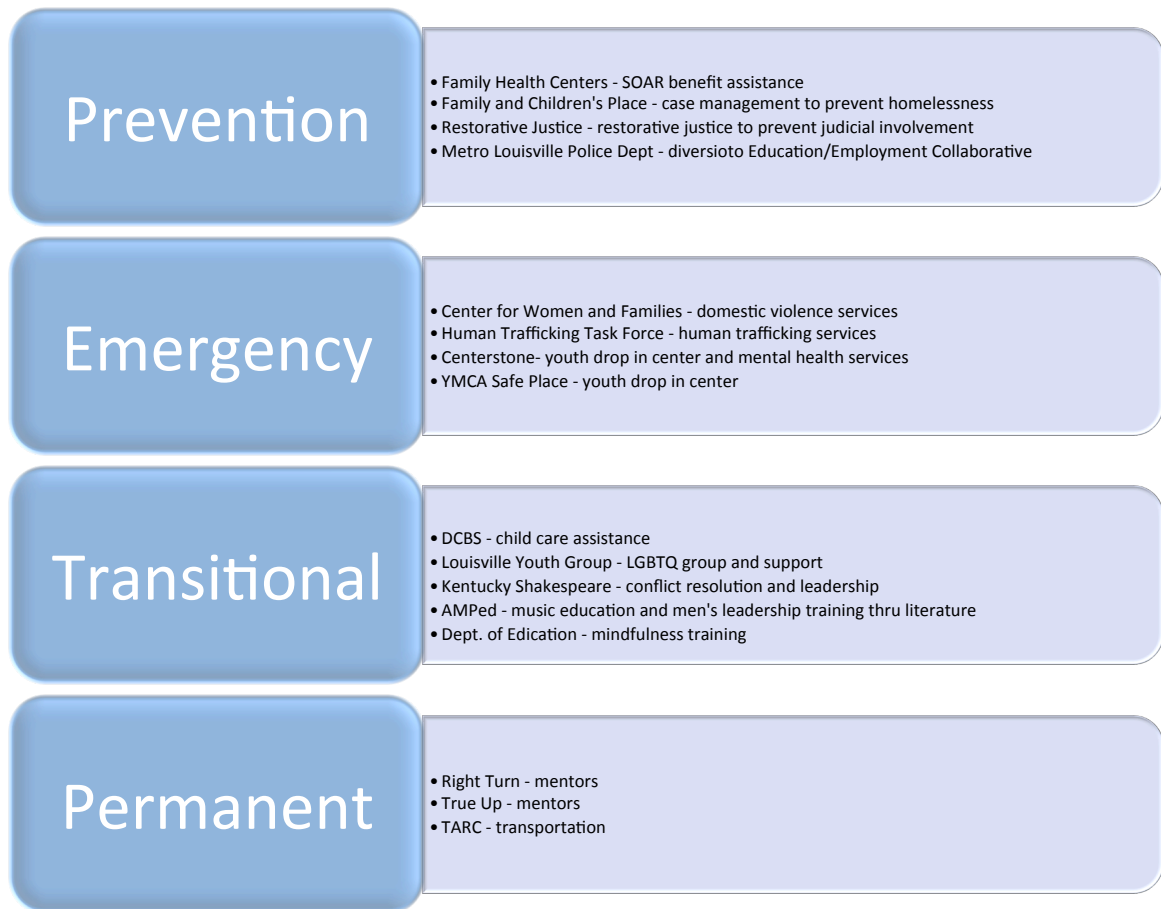 Prevention
• Family Health Centers - SOAR benefit assistance
• Family and Children's Place - case management to prevent homelessness
• Restorative Justice - restorative justice to prevent judicial involvement
• Metro Louisville Police Dept - diversioto Education/Employment Collaborative
Emergency
• Center for Women and Families - domestic violence services
• Human Trafficking Task Force - human trafficking services
• Centerstone- youth drop in center and mental health services
• YMCA Safe Place - youth drop in center
Transitional
• DCBS - child care assistance
• Louisville Youth Group - LGBTQ group and support
• Kentucky Shakespeare - conflict resolution and leadership
• AMPed - music education and men's leadership training thru literature
• Dept. of Edication - mindfulness training
Permanent
• Right Turn - mentors
• True Up - mentors
• TARC - transportation